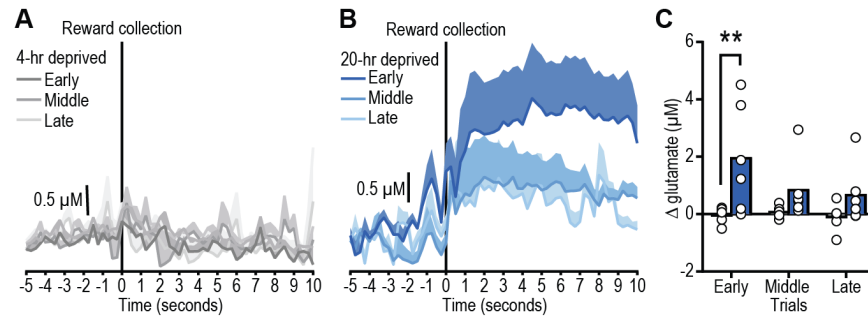 A
Reward collection
4-hr deprived
Early
Middle
Late
0.5 µM
-5 -4 -3 -2 -1 0 1 2 3 4 5 6 7 8 9 10
Time (seconds)
B
Reward collection
20-hr deprived
Early
Middle
Late
0.5 µM
-5 -4 -3 -2 -1 0 1 2 3 4 5 6 7 8 9 10
Time (seconds)
C
**
Δ glutamate (µM)
6
4
2
0
-2
Early Middle Late
Trials